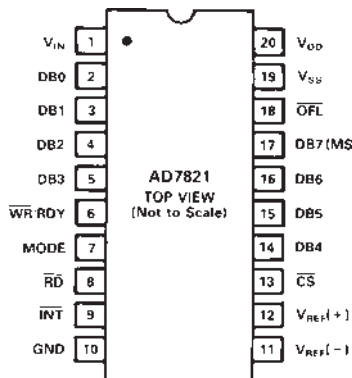 VIN 1
DB0 2
DB1 3
DB2 4
DB3 5
WR/RDY 6
MODE 7
RD 8
INT 9
GND 10
AD7821
TOP VIEW
(Not to Scale)
20 VDD
19 VSS
18 OFL
17 DB7 (MS
16 DB6
15 DB5
14 DB4
13 CS
12 VREF(+)
11 VREF(−)